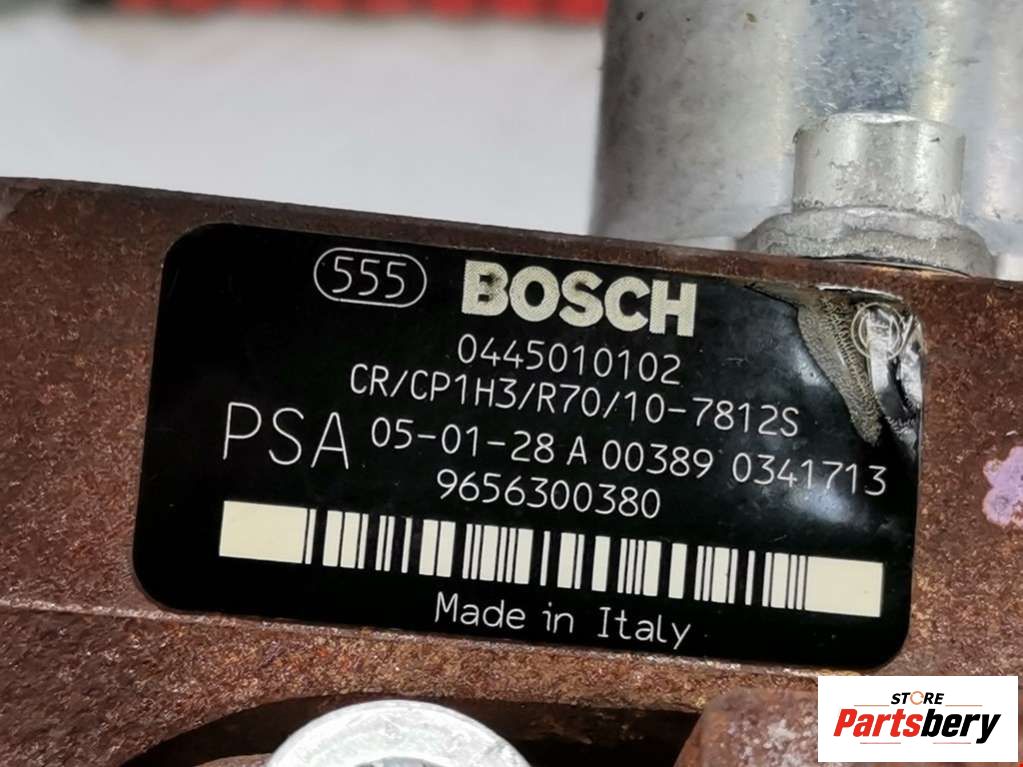 555 BOSCH
0445010102
CR/CP1H3/R70/10-7812S
PSA 05-01-28 A 00389 0341713
9656300380
Made in Italy
STORE
Partsbery